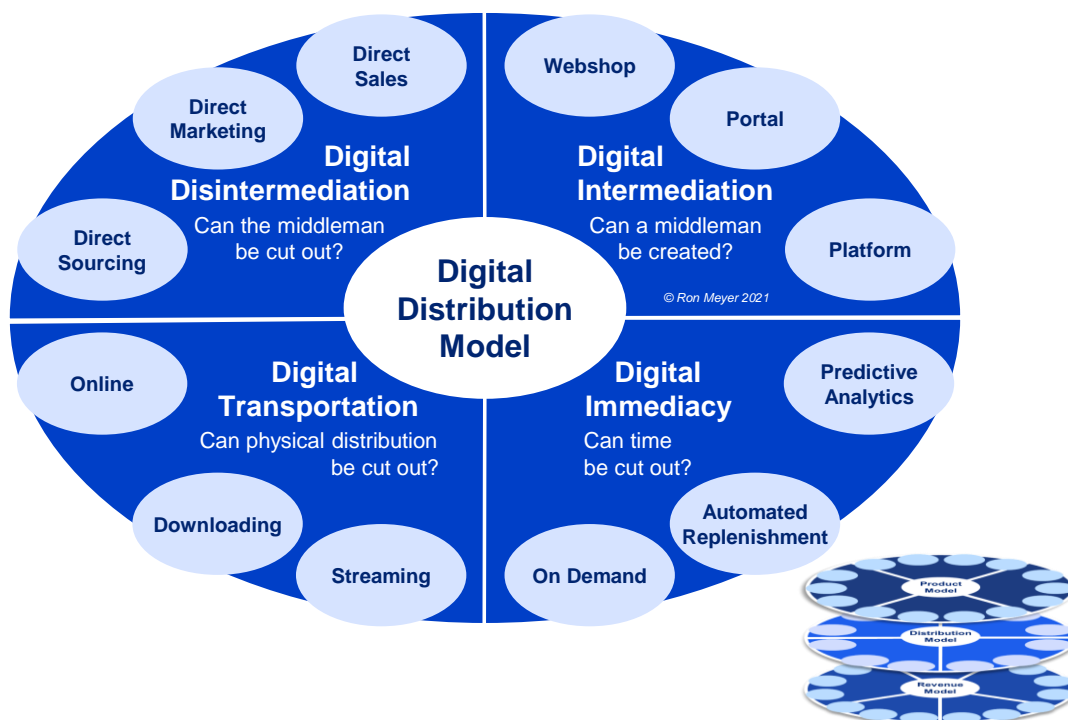 Direct
Sales
Direct
Marketing
Direct
Sourcing
Digital
Disintermediation
Can the middleman
be cut out?
Webshop
Portal
Platform
Digital
Intermediation
Can a middleman
be created?
© Ron Meyer 2021
Digital
Distribution
Model
Online
Downloading
Streaming
Digital
Transportation
Can physical distribution
be cut out?
Digital
Immediacy
Can time
be cut out?
Predictive
Analytics
Automated
Replenishment
On Demand
Product
Model
Distribution
Model
Revenue
Model